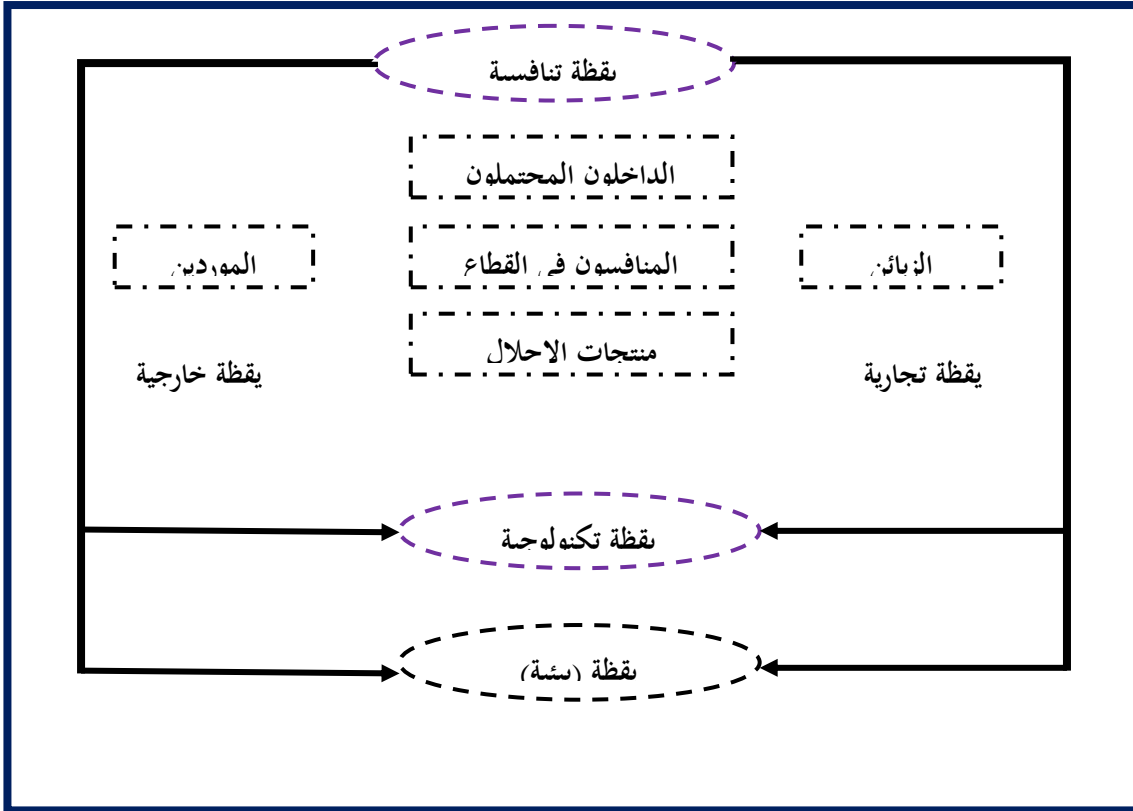 يقظة تنافسية
الداخلون المحتملون
الزبائن
المنافسون في القطاع
الموردين
منتجات الاحلال
يقظة تجارية
يقظة خارجية
يقظة تكنولوجية
يقظة (بيئية)